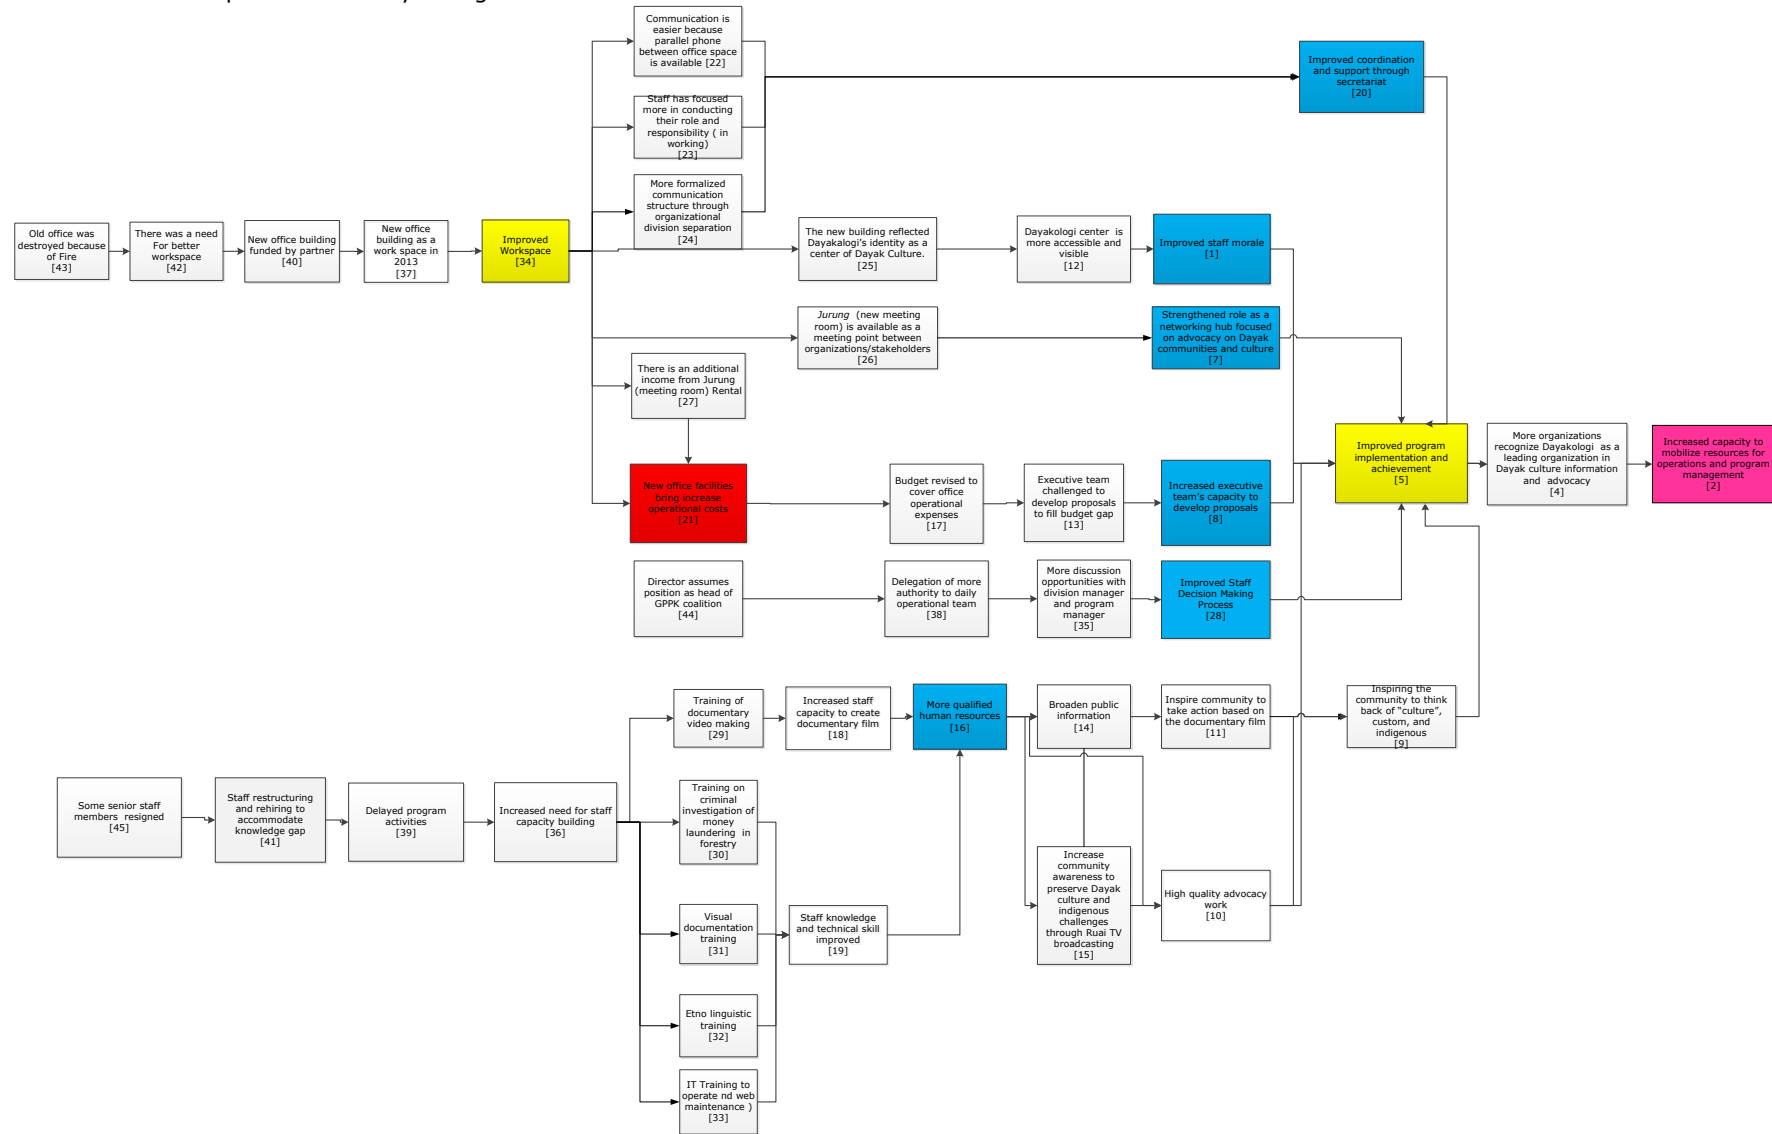 Communication is
easier because
parallel phone
between office space
is available [22]
Improved coordination
and support through
secretariat
[20]
Staff has focused
more in conducting
their role and
responsibility ( in
working)
[23]
More formalized
communication
structure through
organizational
division separation
[24]
Old office was
destroyed because
of Fire
[43]
There was a need
For better
workspace
[42]
New office building
funded by partner
[40]
New office
building as a
work space in
2013
[37]
Improved
Workspace
[34]
The new building reflected
Dayakalogi's identity as a
center of Dayak Culture.
[25]
Dayakologi center  is
more accessible and
visible
[12]
Improved staff morale
[1]
Jurung  (new meeting
room) is available as a
meeting point between
organizations/stakeholders
[26]
Strengthened role as a
networking hub focused
on advocacy on Dayak
communities and culture
[7]
There is an additional
income from Jurung
(meeting room) Rental
[27]
Improved program
implementation and
achievement
[5]
More organizations
recognize Dayakologi  as a
leading organization in
Dayak culture information
and  advocacy
[4]
Increased capacity to
mobilize resources for
operations and program
management
[2]
New office facilities
bring increase
operational costs
[21]
Budget revised to
cover office
operational
expenses
[17]
Executive team
challenged to
develop proposals
to fill budget gap
[13]
Increased executive
team's capacity to
develop proposals
[8]
Director assumes
position as head of
GPPK coalition
[44]
Delegation of more
authority to daily
operational team
[38]
More discussion
opportunities with
division manager
and program
manager
[35]
Improved Staff
Decision Making
Process
[28]
Training of
documentary
video making
[29]
Increased staff
capacity to create
documentary film
[18]
More qualified
human resources
[16]
Broaden public
information
[14]
Inspire community to
take action based on
the documentary film
[11]
Inspiring the
community to think
back of "culture",
custom, and
indigenous
[9]
Some senior staff
members  resigned
[45]
Staff restructuring
and rehiring to
accommodate
knowledge gap
[41]
Delayed program
activities
[39]
Increased need for staff
capacity building
[36]
Training on
criminal
investigation of
money
laundering  in
forestry
[30]
Visual
documentation
training
[31]
Staff knowledge
and technical skill
improved
[19]
Increase
community
awareness to
preserve Dayak
culture and
indigenous
challenges
through Ruai TV
broadcasting
[15]
High quality advocacy
work
[10]
Etno linguistic
training
[32]
IT Training to
operate nd web
maintenance )
[33]